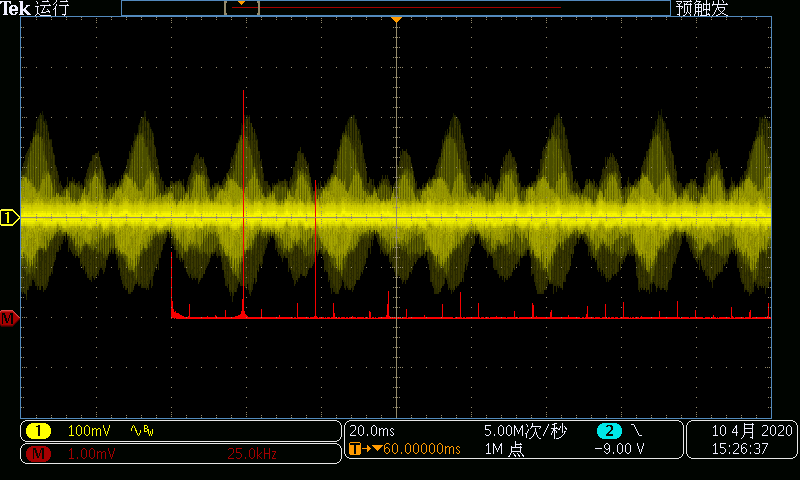 Tek 运行
预触发
1
M
1 100mV BW
20.0ms
5.00M次/秒
2
10 4月 2020
M 1.00mV 25.0kHz
T→▼60.00000ms
1M 点
-9.00 V
15:26:37